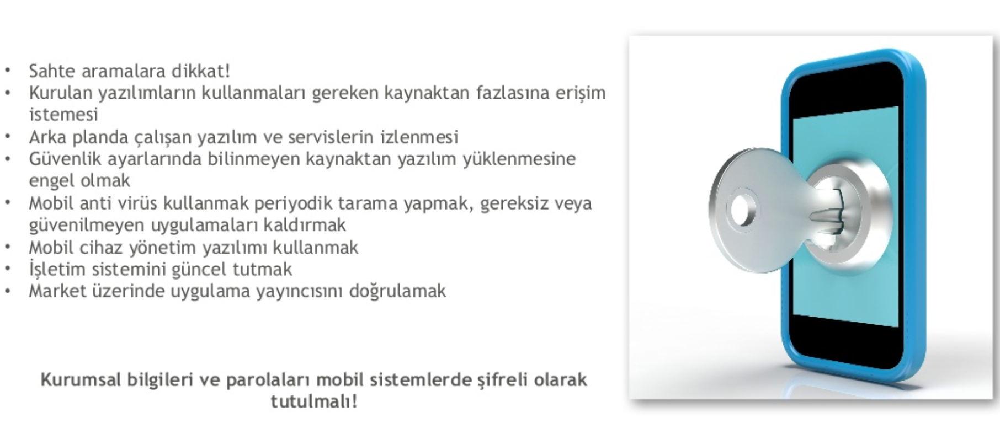 • Sahte aramalara dikkat!
• Kurulan yazılımların kullanmaları gereken kaynaktan fazlasına erişim
istemesi
• Arka planda çalışan yazılım ve servislerin izlenmesi
• Güvenlik ayarlarında bilinmeyen kaynaktan yazılım yüklenmesine
engel olmak
• Mobil anti virüs kullanmak periyodik tarama yapmak, gereksiz veya
güvenilmeyen uygulamaları kaldırmak
• Mobil cihaz yönetim yazılımı kullanmak
• İşletim sistemini güncel tutmak
• Market üzerinde uygulama yayıncısını doğrulamak
Kurumsal bilgileri ve parolaları mobil sistemlerde şifreli olarak
tutulmalı!